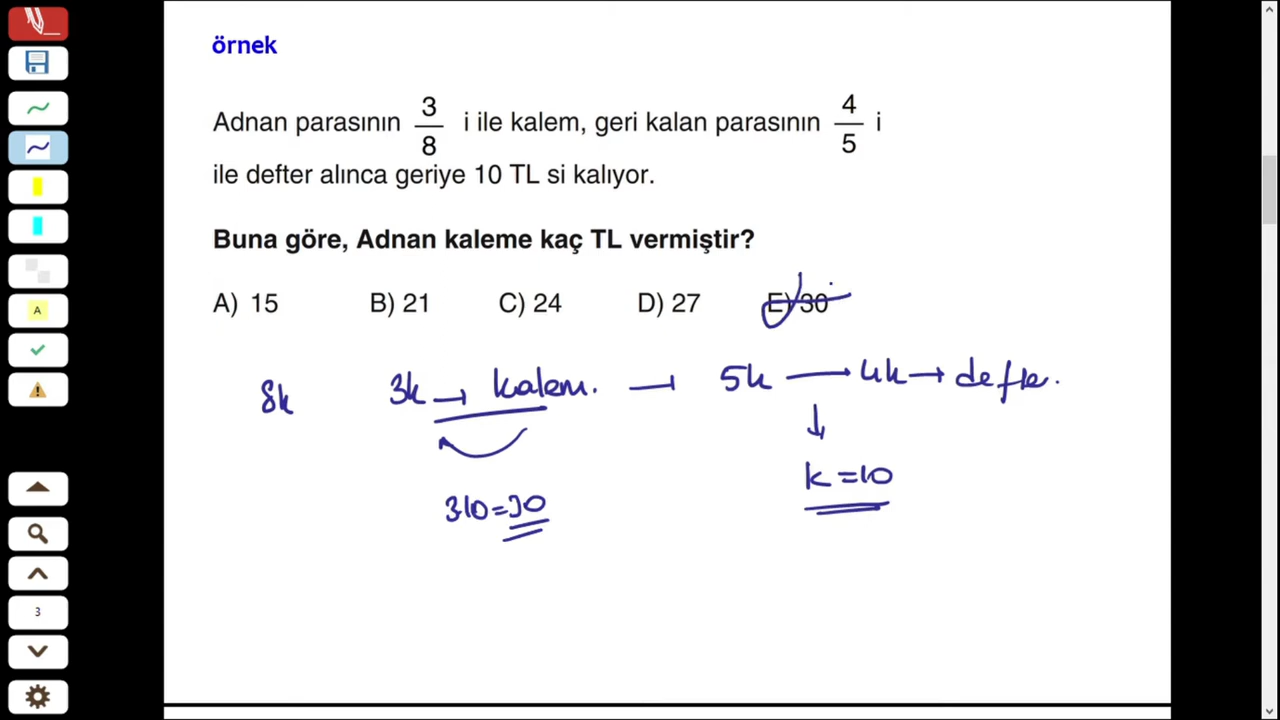 örnek
Adnan parasının 3/8 i ile kalem, geri kalan parasının 4/5 i
ile defter alınca geriye 10 TL si kalıyor.
Buna göre, Adnan kaleme kaç TL vermiştir?
A) 15 B) 21 C) 24 D) 27 E) 30
8k 3k → kalem. → 5k → 4k → defte.
k = 10
3.10 = 30
A
3